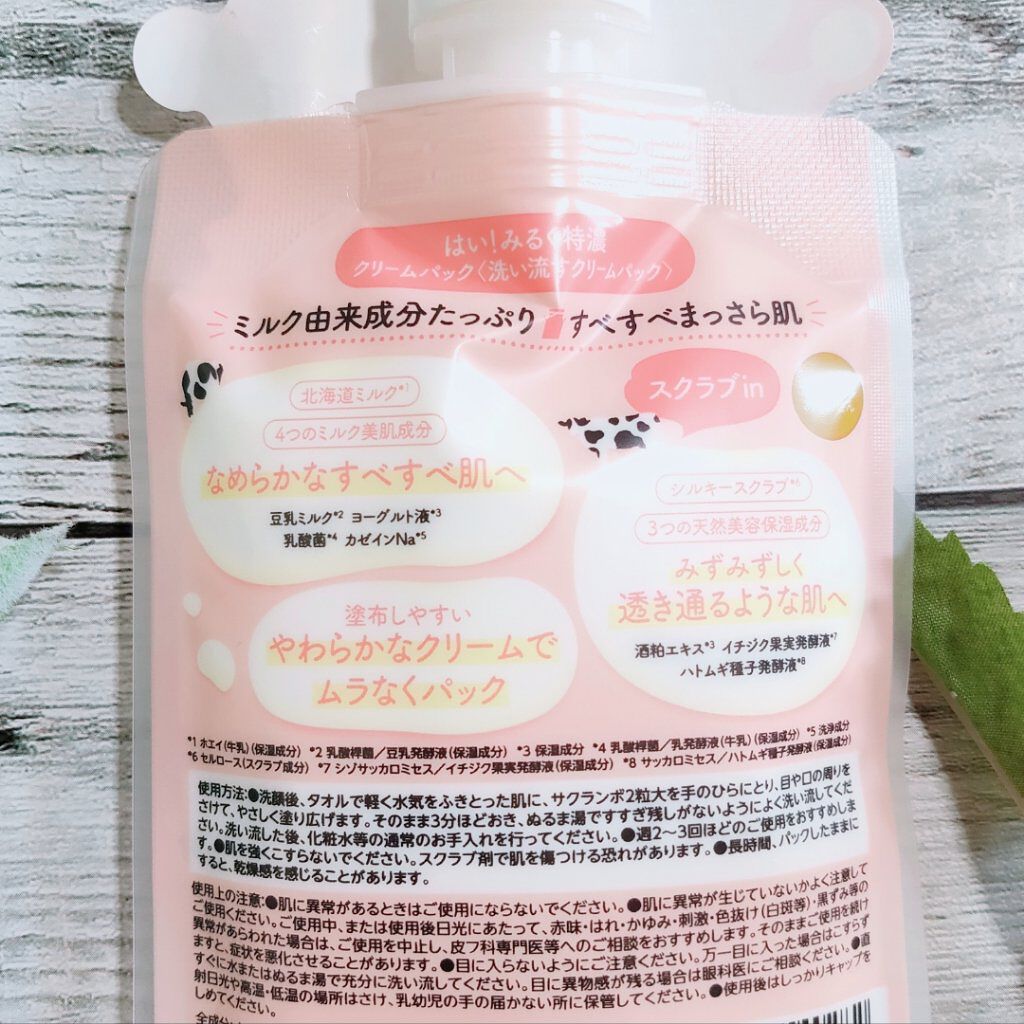 はい!みるく特濃
クリームパック〈洗い流すクリームパック〉
ミルク由来成分たっぷり すべすべまっさら肌
北海道ミルク*1
4つのミルク美肌成分
なめらかなすべすべ肌へ
豆乳ミルク*2 ヨーグルト液*3
乳酸菌*4 カゼインNa*5
スクラブin
シルキースクラブ*6
3つの天然美容保湿成分
みずみずしく
透き通るような肌へ
酒粕エキス*3 イチジク果実発酵液*7
ハトムギ種子発酵液*8
塗布しやすい
やわらかなクリームで
ムラなくパック
*1 ホエイ(牛乳)(保湿成分) *2 乳酸桿菌/豆乳発酵液(保湿成分) *3 保湿成分 *4 乳酸桿菌/乳発酵液(牛乳)(保湿成分) *5 洗浄成分
*6 セルロース(スクラブ成分) *7 シゾサッカロミセス/イチジク果実発酵液(保湿成分) *8 サッカロミセス/ハトムギ種子発酵液(保湿成分)
使用方法:●洗顔後、タオルで軽く水気をふきとった肌に、サクランボ2粒大を手のひらにとり、目や口の周りを
さけて、やさしく塗り広げます。そのまま3分ほどおき、ぬるま湯ですすぎ残しがないようによく洗い流してくだ
さい。洗い流した後、化粧水等の通常のお手入れを行ってください。●週2〜3回ほどのご使用をおすすめしま
す。●肌を強くこすらないでください。スクラブ剤で肌を傷つける恐れがあります。●長時間、パックしたままに
すると、乾燥感を感じることがあります。
使用上の注意:●肌に異常があるときはご使用にならないでください。●肌に異常が生じていないかよく注意して
ご使用ください。ご使用中、または使用後日光にあたって、赤味・はれ・かゆみ・刺激・色抜け(白斑等)・黒ずみ等の
異常があらわれた場合は、ご使用を中止し、皮フ科専門医等へのご相談をおすすめします。そのままご使用を続け
ますと、症状を悪化させることがあります。●目に入らないようにご注意ください。万一目に入った場合はこすらず
すぐに水またはぬるま湯で充分に洗い流してください。目に異物感が残る場合は眼科医にご相談ください。●直
射日光や高温・低温の場所はさけ、乳幼児の手の届かない所に保管してください。●使用後はしっかりキャップを
しめてください。
全成分: